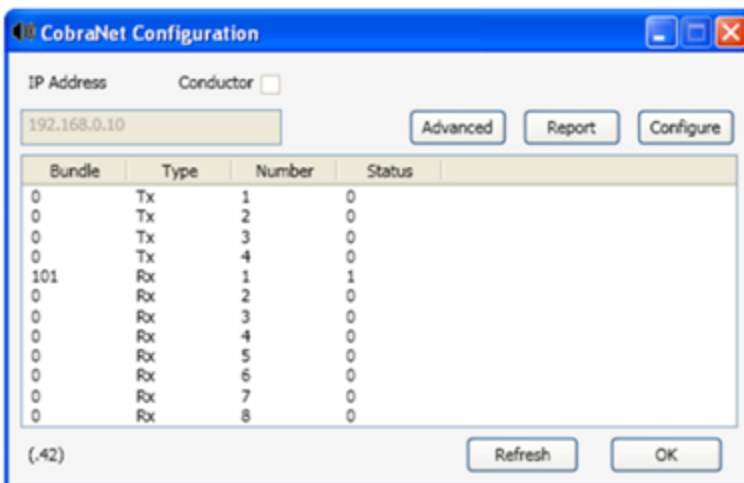 CobraNet Configuration
IP Address Conductor
192.168.0.10 Advanced Report Configure
Bundle Type Number Status
0 Tx 1 0
0 Tx 2 0
0 Tx 3 0
0 Tx 4 0
101 Rx 1 1
0 Rx 2 0
0 Rx 3 0
0 Rx 4 0
0 Rx 5 0
0 Rx 6 0
0 Rx 7 0
0 Rx 8 0
(.42) Refresh OK